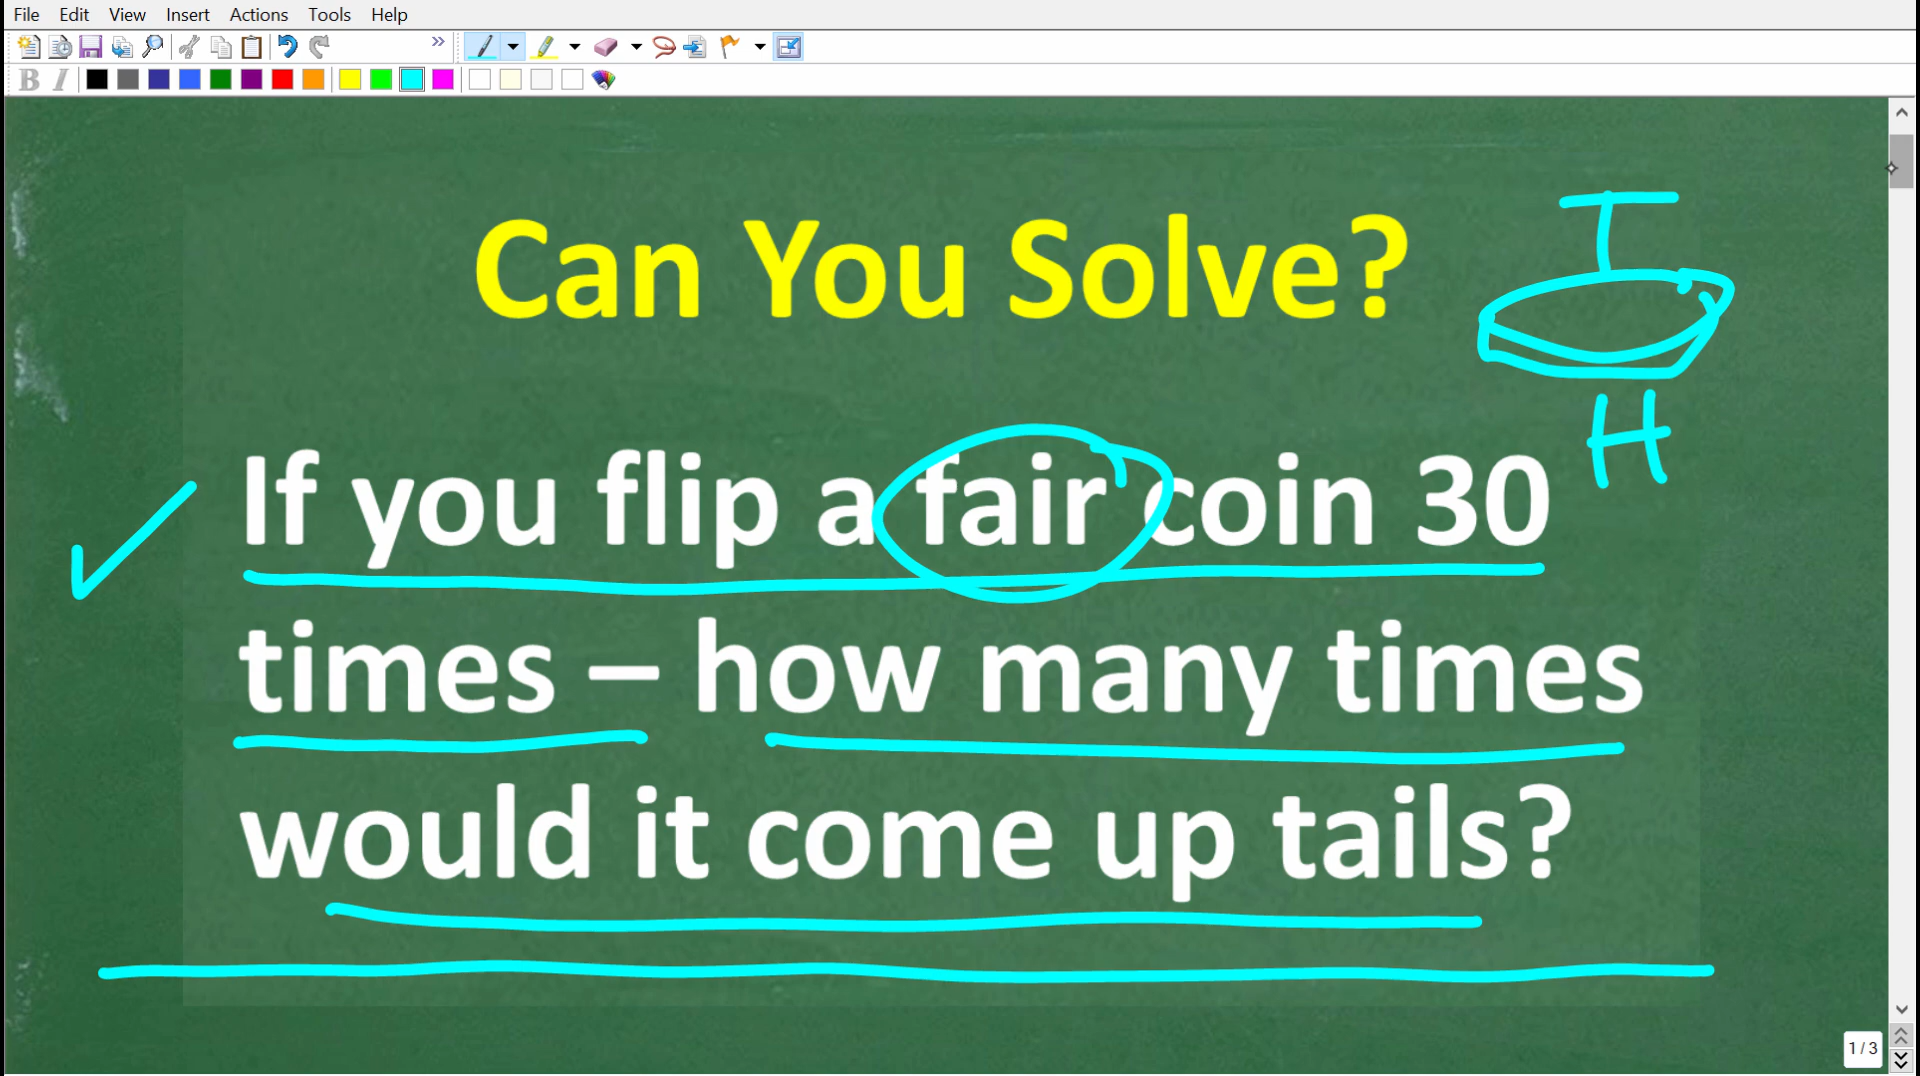 File Edit View Insert Actions Tools Help
B I
Can You Solve?
T
H
If you flip a fair coin 30
times – how many times
would it come up tails?
1 / 3